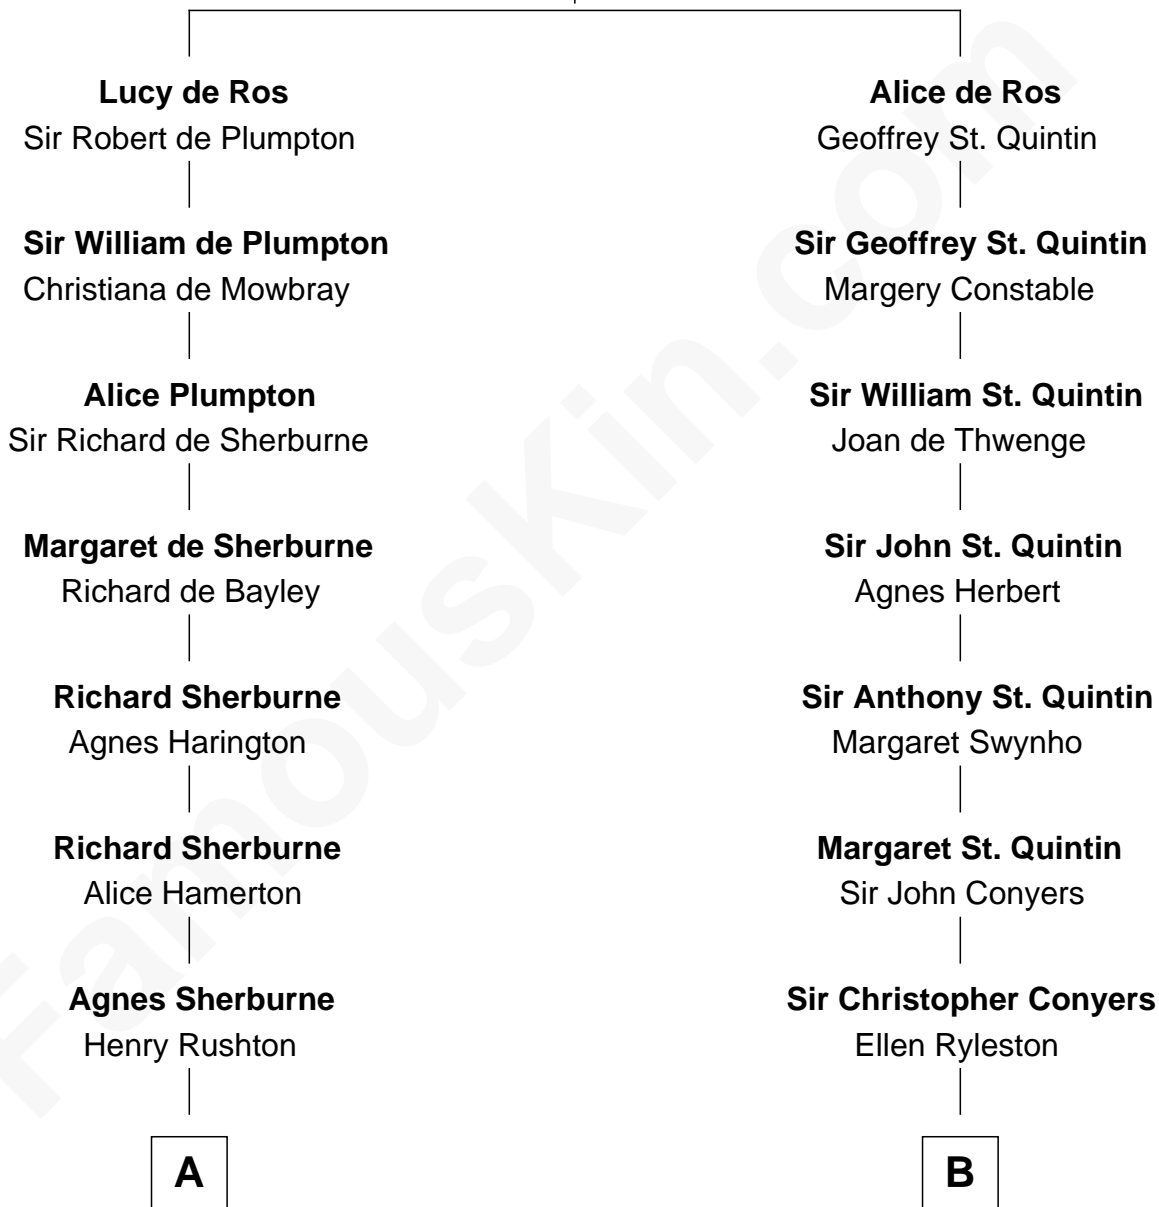 Lucy de Ros
Sir Robert de Plumpton
Sir William de Plumpton
Christiana de Mowbray
Alice Plumpton
Sir Richard de Sherburne
Margaret de Sherburne
Richard de Bayley
Richard Sherburne
Agnes Harington
Richard Sherburne
Alice Hamerton
Agnes Sherburne
Henry Rushton
A
Alice de Ros
Geoffrey St. Quintin
Sir Geoffrey St. Quintin
Margery Constable
Sir William St. Quintin
Joan de Thwenge
Sir John St. Quintin
Agnes Herbert
Sir Anthony St. Quintin
Margaret Swynho
Margaret St. Quintin
Sir John Conyers
Sir Christopher Conyers
Ellen Ryleston
B
FamousKin.com